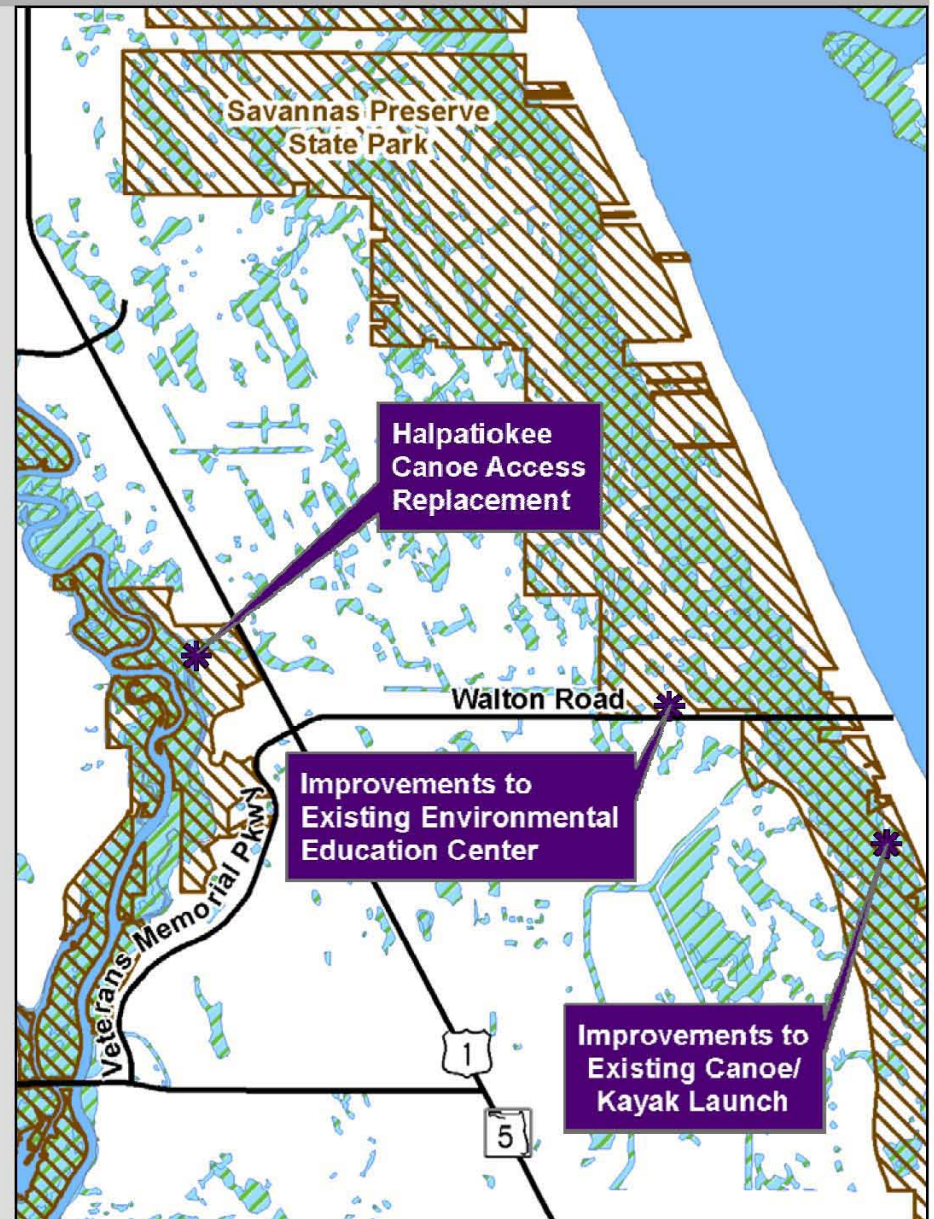 Savannas Preserve
State Park
Halpatiokee
Canoe Access
Replacement
Walton Road
Improvements to
Existing Environmental
Education Center
Veterans Memorial Pkwy
Improvements to
Existing Canoe/
Kayak Launch
1
5